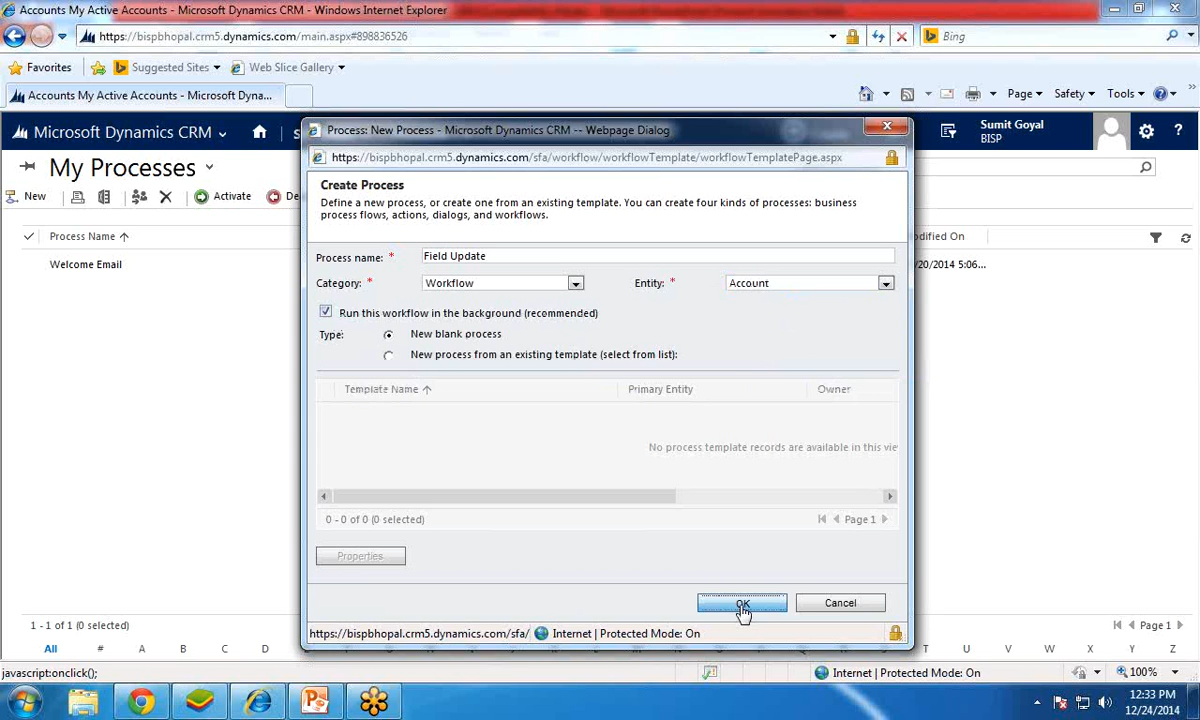 Accounts My Active Accounts - Microsoft Dynamics CRM - Windows Internet Explorer
https://bispbhopal.crm5.dynamics.com/main.aspx#898836526
Bing
Favorites
Suggested Sites
Web Slice Gallery
Accounts My Active Accounts - Microsoft Dyna...
Page
Safety
Tools
Microsoft Dynamics CRM
S
Sumit Goyal
BISP
?
My Processes
New
Activate
De
Process Name
odified On
Welcome Email
/20/2014 5:06...
Process: New Process - Microsoft Dynamics CRM -- Webpage Dialog
https://bispbhopal.crm5.dynamics.com/sfa/workflow/workflowTemplate/workflowTemplatePage.aspx
Create Process
Define a new process, or create one from an existing template. You can create four kinds of processes: business
process flows, actions, dialogs, and workflows.
Process name: * Field Update
Category: * Workflow
Entity: * Account
Run this workflow in the background (recommended)
Type: New blank process
New process from an existing template (select from list):
Template Name
Primary Entity
Owner
No process template records are available in this vie
0 - 0 of 0 (0 selected)
Page 1
Properties
OK
Cancel
https://bispbhopal.crm5.dynamics.com/sfa/
Internet | Protected Mode: On
1 - 1 of 1 (0 selected)
Page 1
All # A B C D T U V W X Y Z
javascript:onclick();
Internet | Protected Mode: On
100%
12:33 PM
12/24/2014